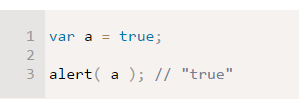 1 var a = true;
2
3 alert( a ); // "true"